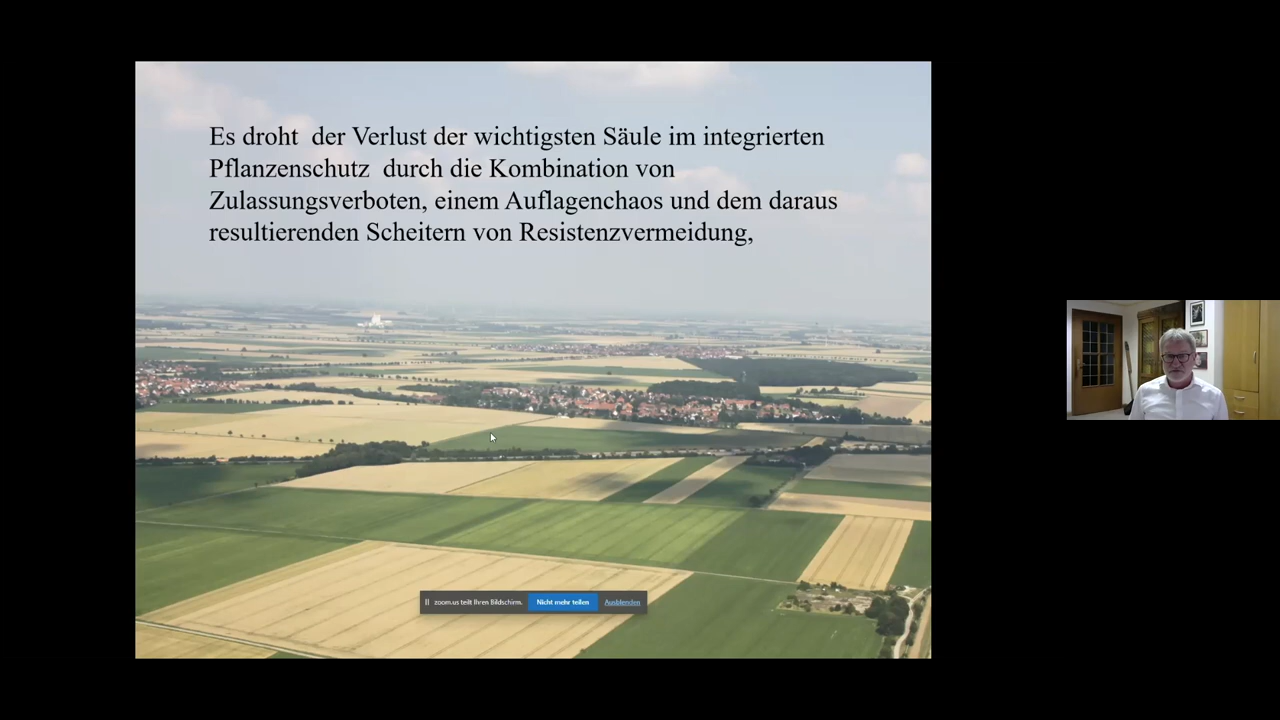 Es droht der Verlust der wichtigsten Säule im integrierten
Pflanzenschutz durch die Kombination von
Zulassungsverboten, einem Auflagenchaos und dem daraus
resultierenden Scheitern von Resistenzvermeidung,
zoom.us teilt Ihren Bildschirm. Nicht mehr teilen Ausblenden